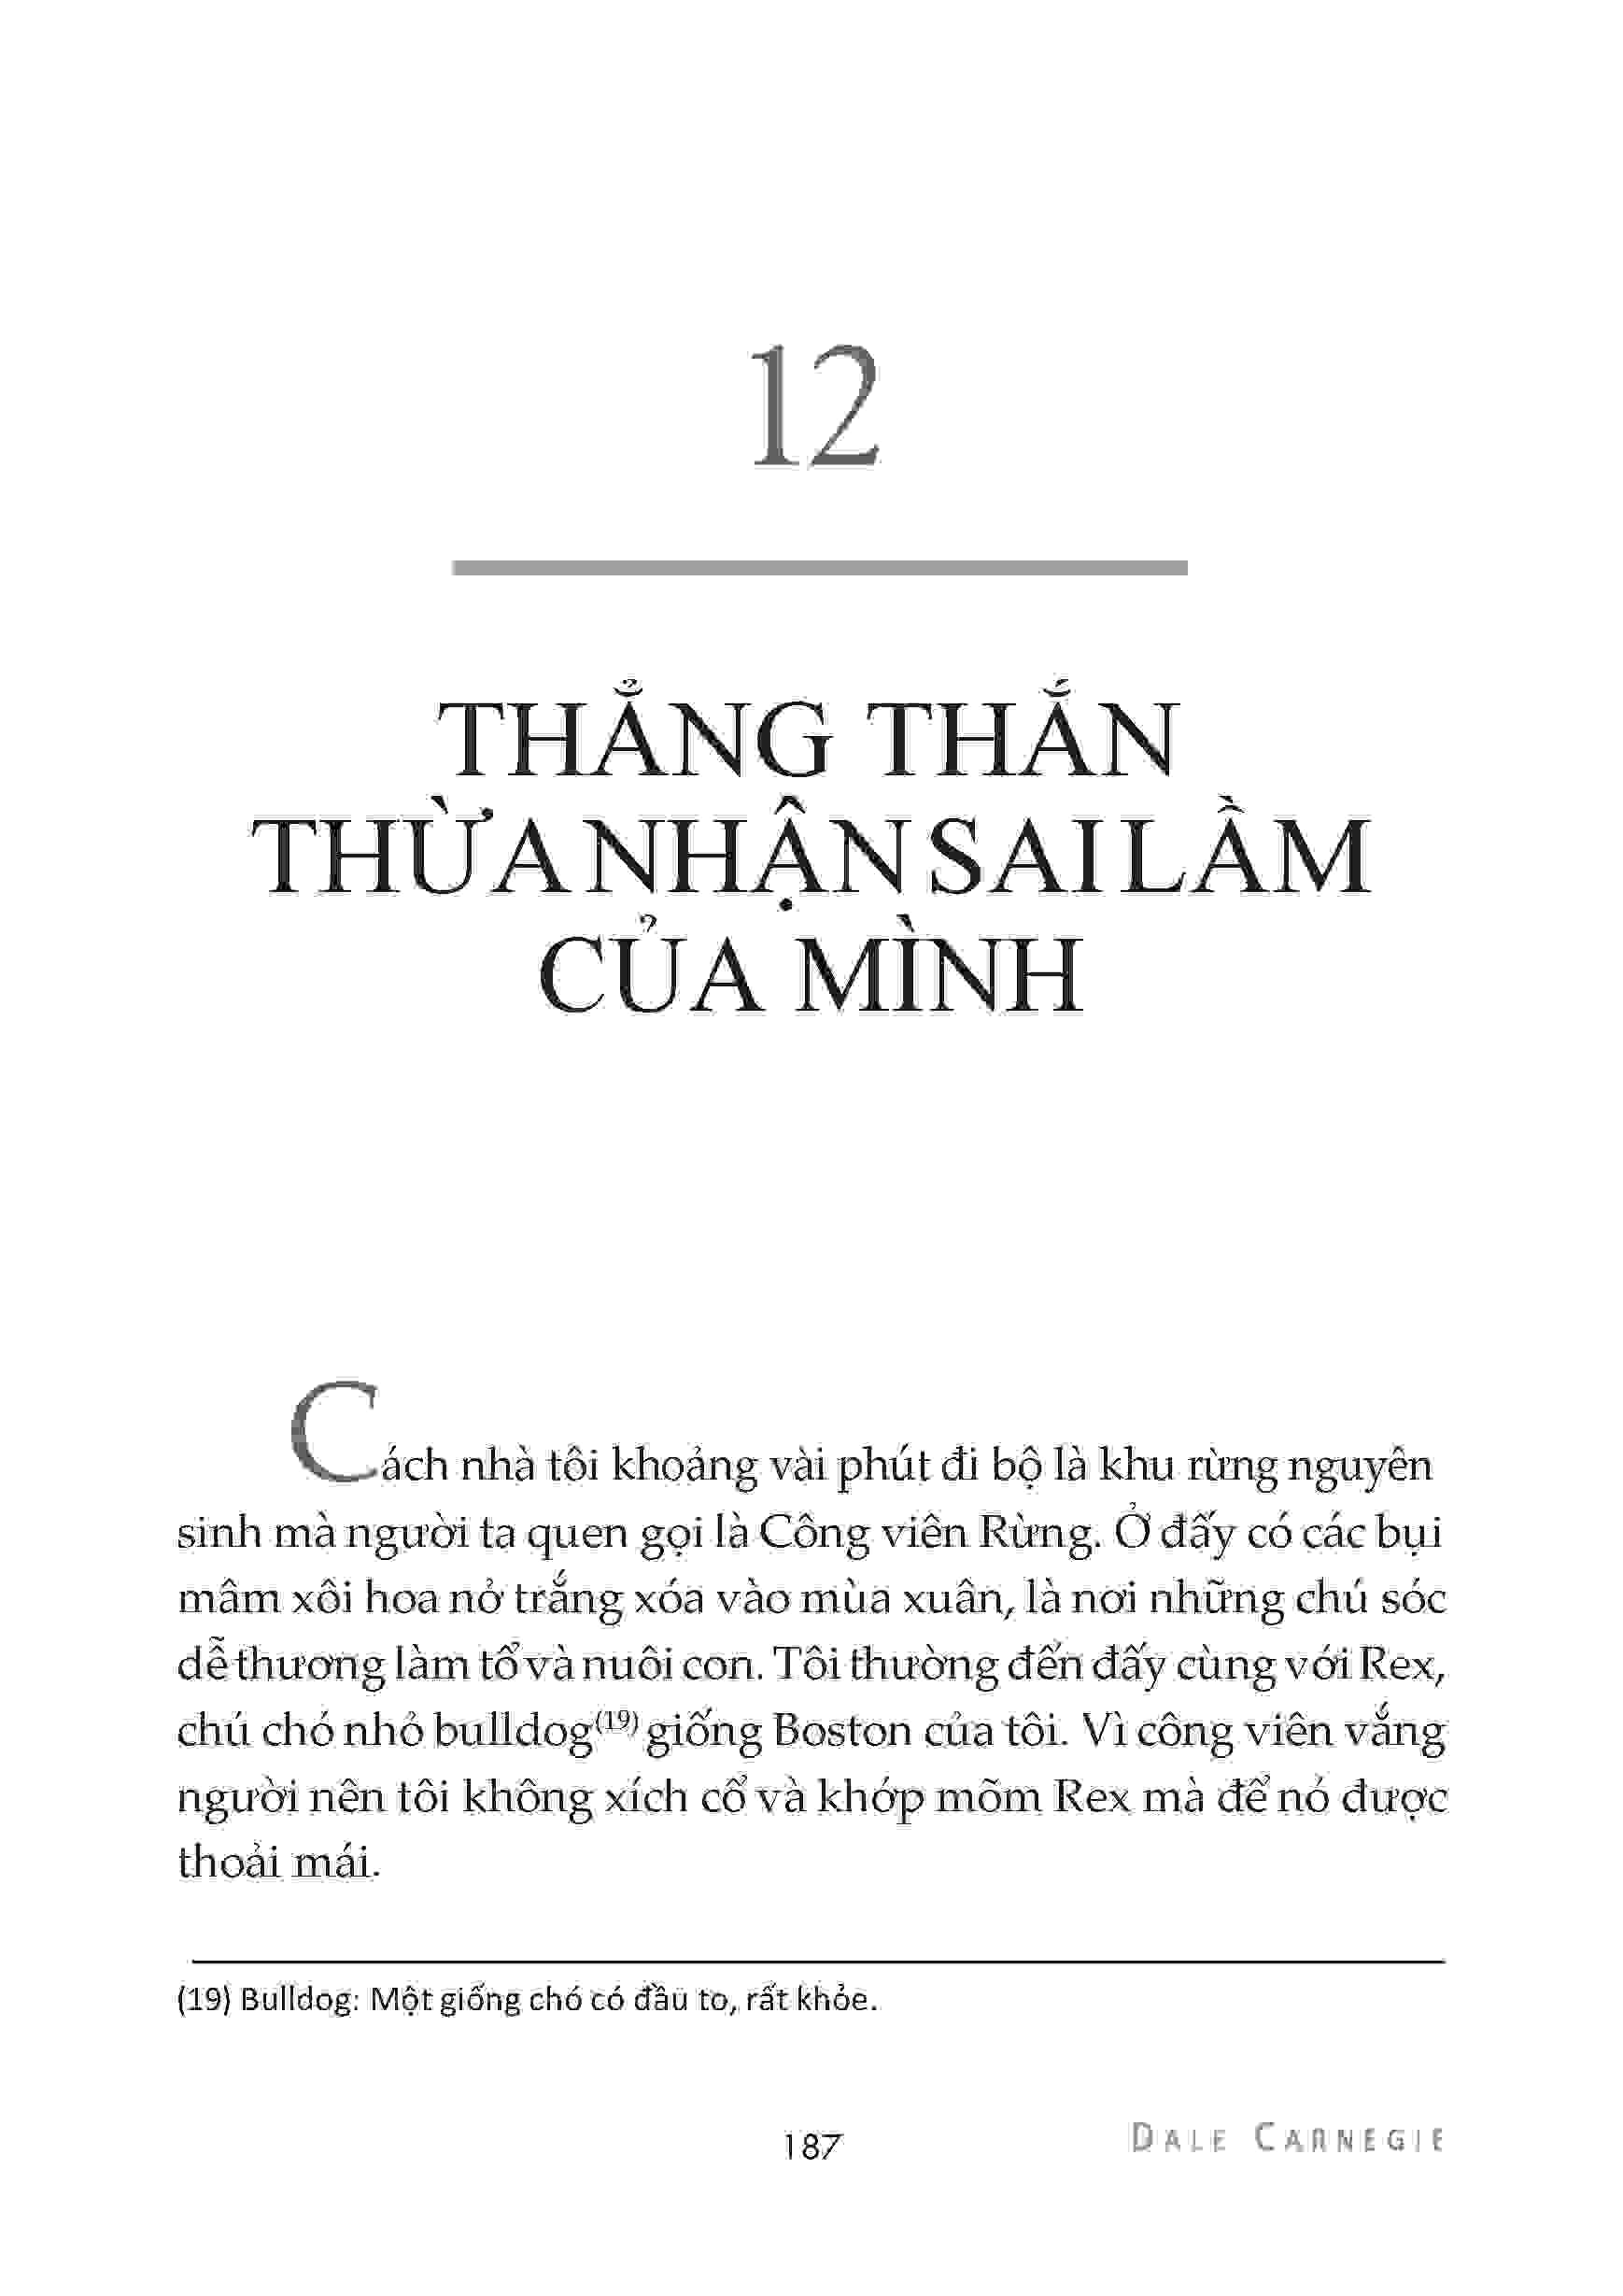 12
THẲNG THẮN
THỪA NHẬN SAI LẦM
CỦA MÌNH
Cách nhà tôi khoảng vài phút đi bộ là khu rừng nguyên
sinh mà người ta quen gọi là Công viên Rừng. Ở đấy có các bụi
mâm xôi hoa nở trắng xóa vào mùa xuân, là nơi những chú sóc
dễ thương làm tổ và nuôi con. Tôi thường đến đấy cùng với Rex,
chú chó nhỏ bulldog(19) giống Boston của tôi. Vì công viên vắng
người nên tôi không xích cổ và khớp mõm Rex mà để nó được
thoải mái.
(19) Bulldog: Một giống chó có đầu to, rất khỏe.
187
DALE CARNEGIE